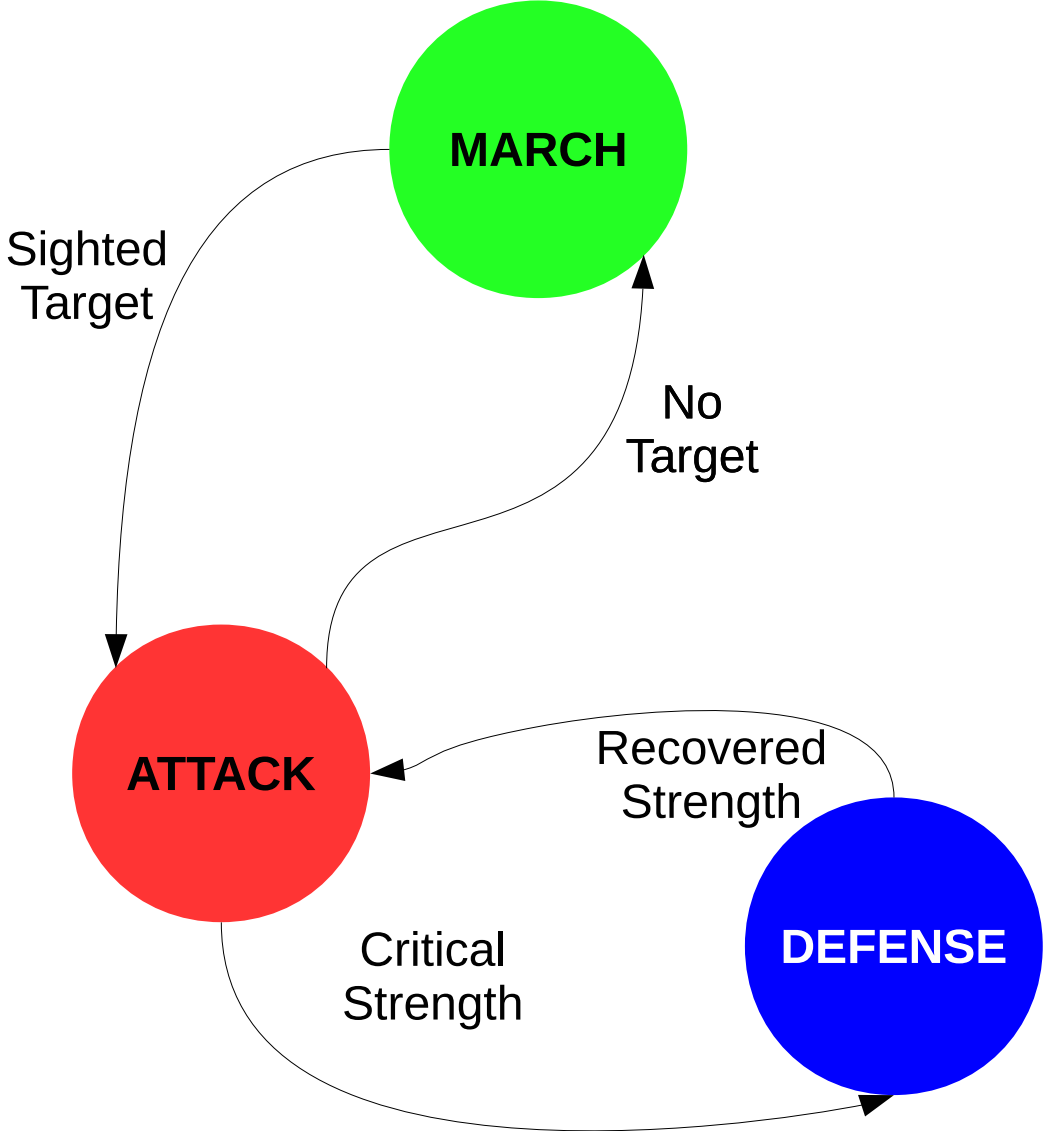 MARCH
Sighted
Target
No
Target
Recovered
Strength
ATTACK
DEFENSE
Critical
Strength